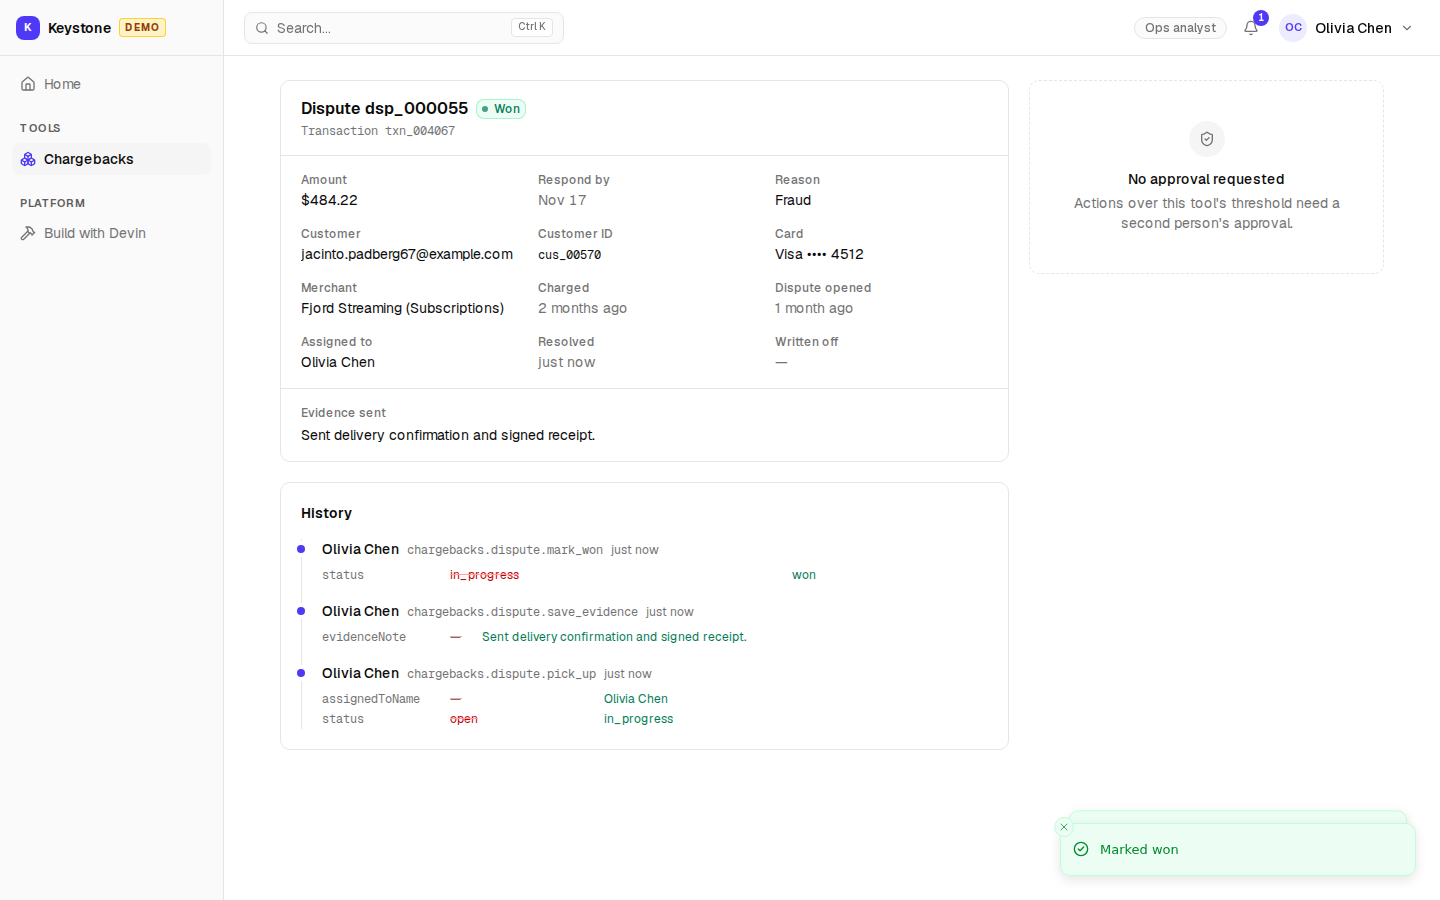 K Keystone DEMO
Search...
Ctrl K
Ops analyst
1
OC Olivia Chen
Home
TOOLS
Chargebacks
PLATFORM
Build with Devin
Dispute dsp_000055 Won
Transaction txn_004067
Amount Respond by Reason
$484.22 Nov 17 Fraud
Customer Customer ID Card
jacinto.padberg67@example.com cus_00570 Visa •••• 4512
Merchant Charged Dispute opened
Fjord Streaming (Subscriptions) 2 months ago 1 month ago
Assigned to Resolved Written off
Olivia Chen just now —
Evidence sent
Sent delivery confirmation and signed receipt.
No approval requested
Actions over this tool's threshold need a
second person's approval.
History
Olivia Chen chargebacks.dispute.mark_won just now
status in_progress won
Olivia Chen chargebacks.dispute.save_evidence just now
evidenceNote — Sent delivery confirmation and signed receipt.
Olivia Chen chargebacks.dispute.pick_up just now
assignedToName — Olivia Chen
status open in_progress
Marked won